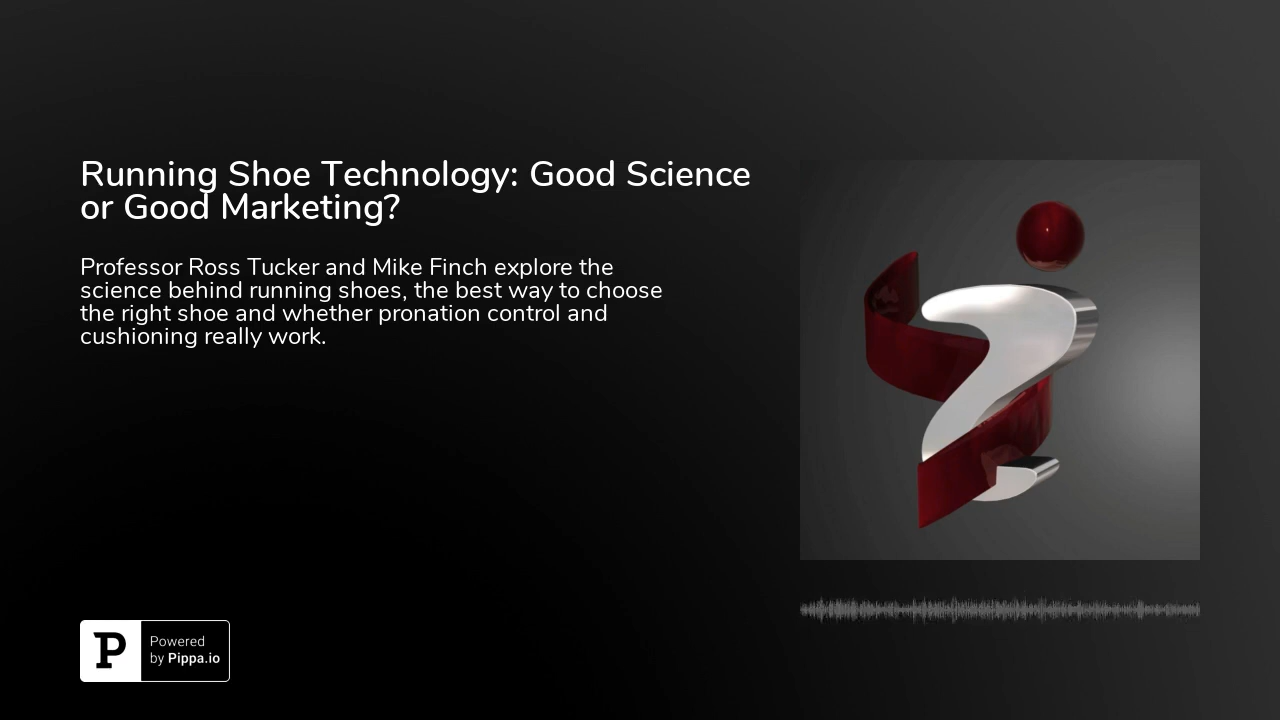 Running Shoe Technology: Good Science
or Good Marketing?
Professor Ross Tucker and Mike Finch explore the
science behind running shoes, the best way to choose
the right shoe and whether pronation control and
cushioning really work.
P
Powered
by Pippa.io